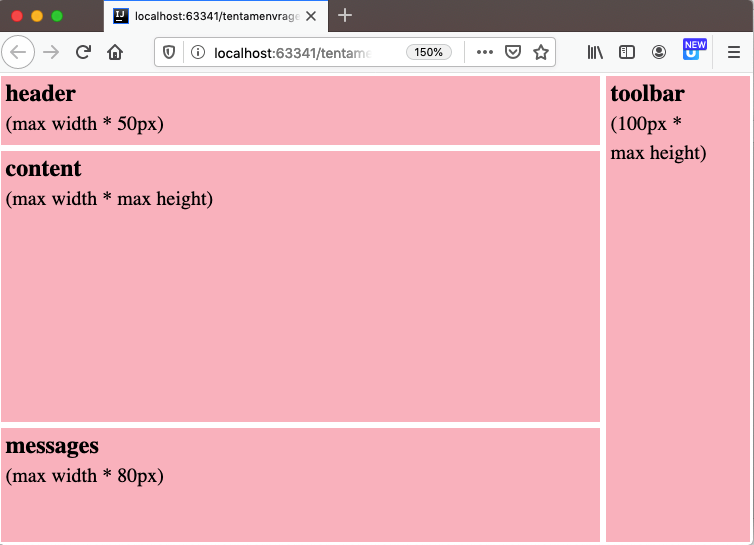 IJ localhost:63341/tentamenvrage
localhost:63341/tentame 150% NEW
header
(max width * 50px)
content
(max width * max height)
messages
(max width * 80px)
toolbar
(100px *
max height)